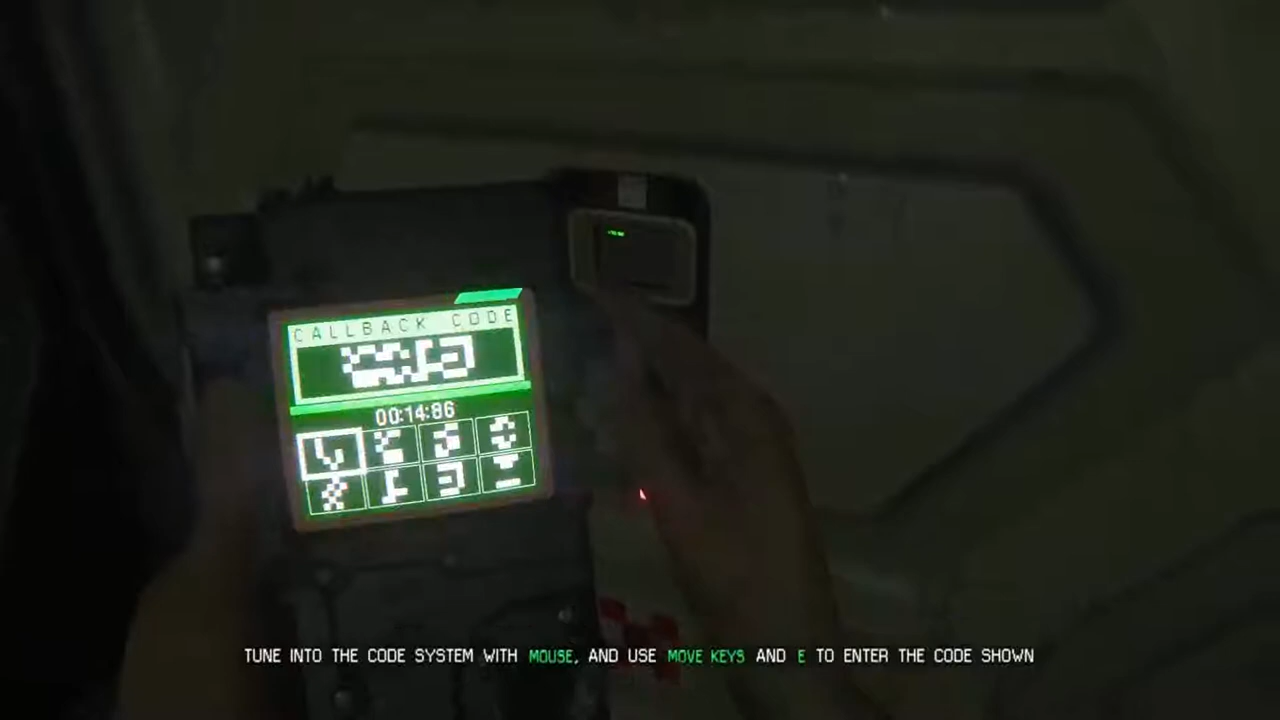 CALLBACK CODE
00:14:86
TUNE INTO THE CODE SYSTEM WITH MOUSE, AND USE MOVE KEYS AND E TO ENTER THE CODE SHOWN